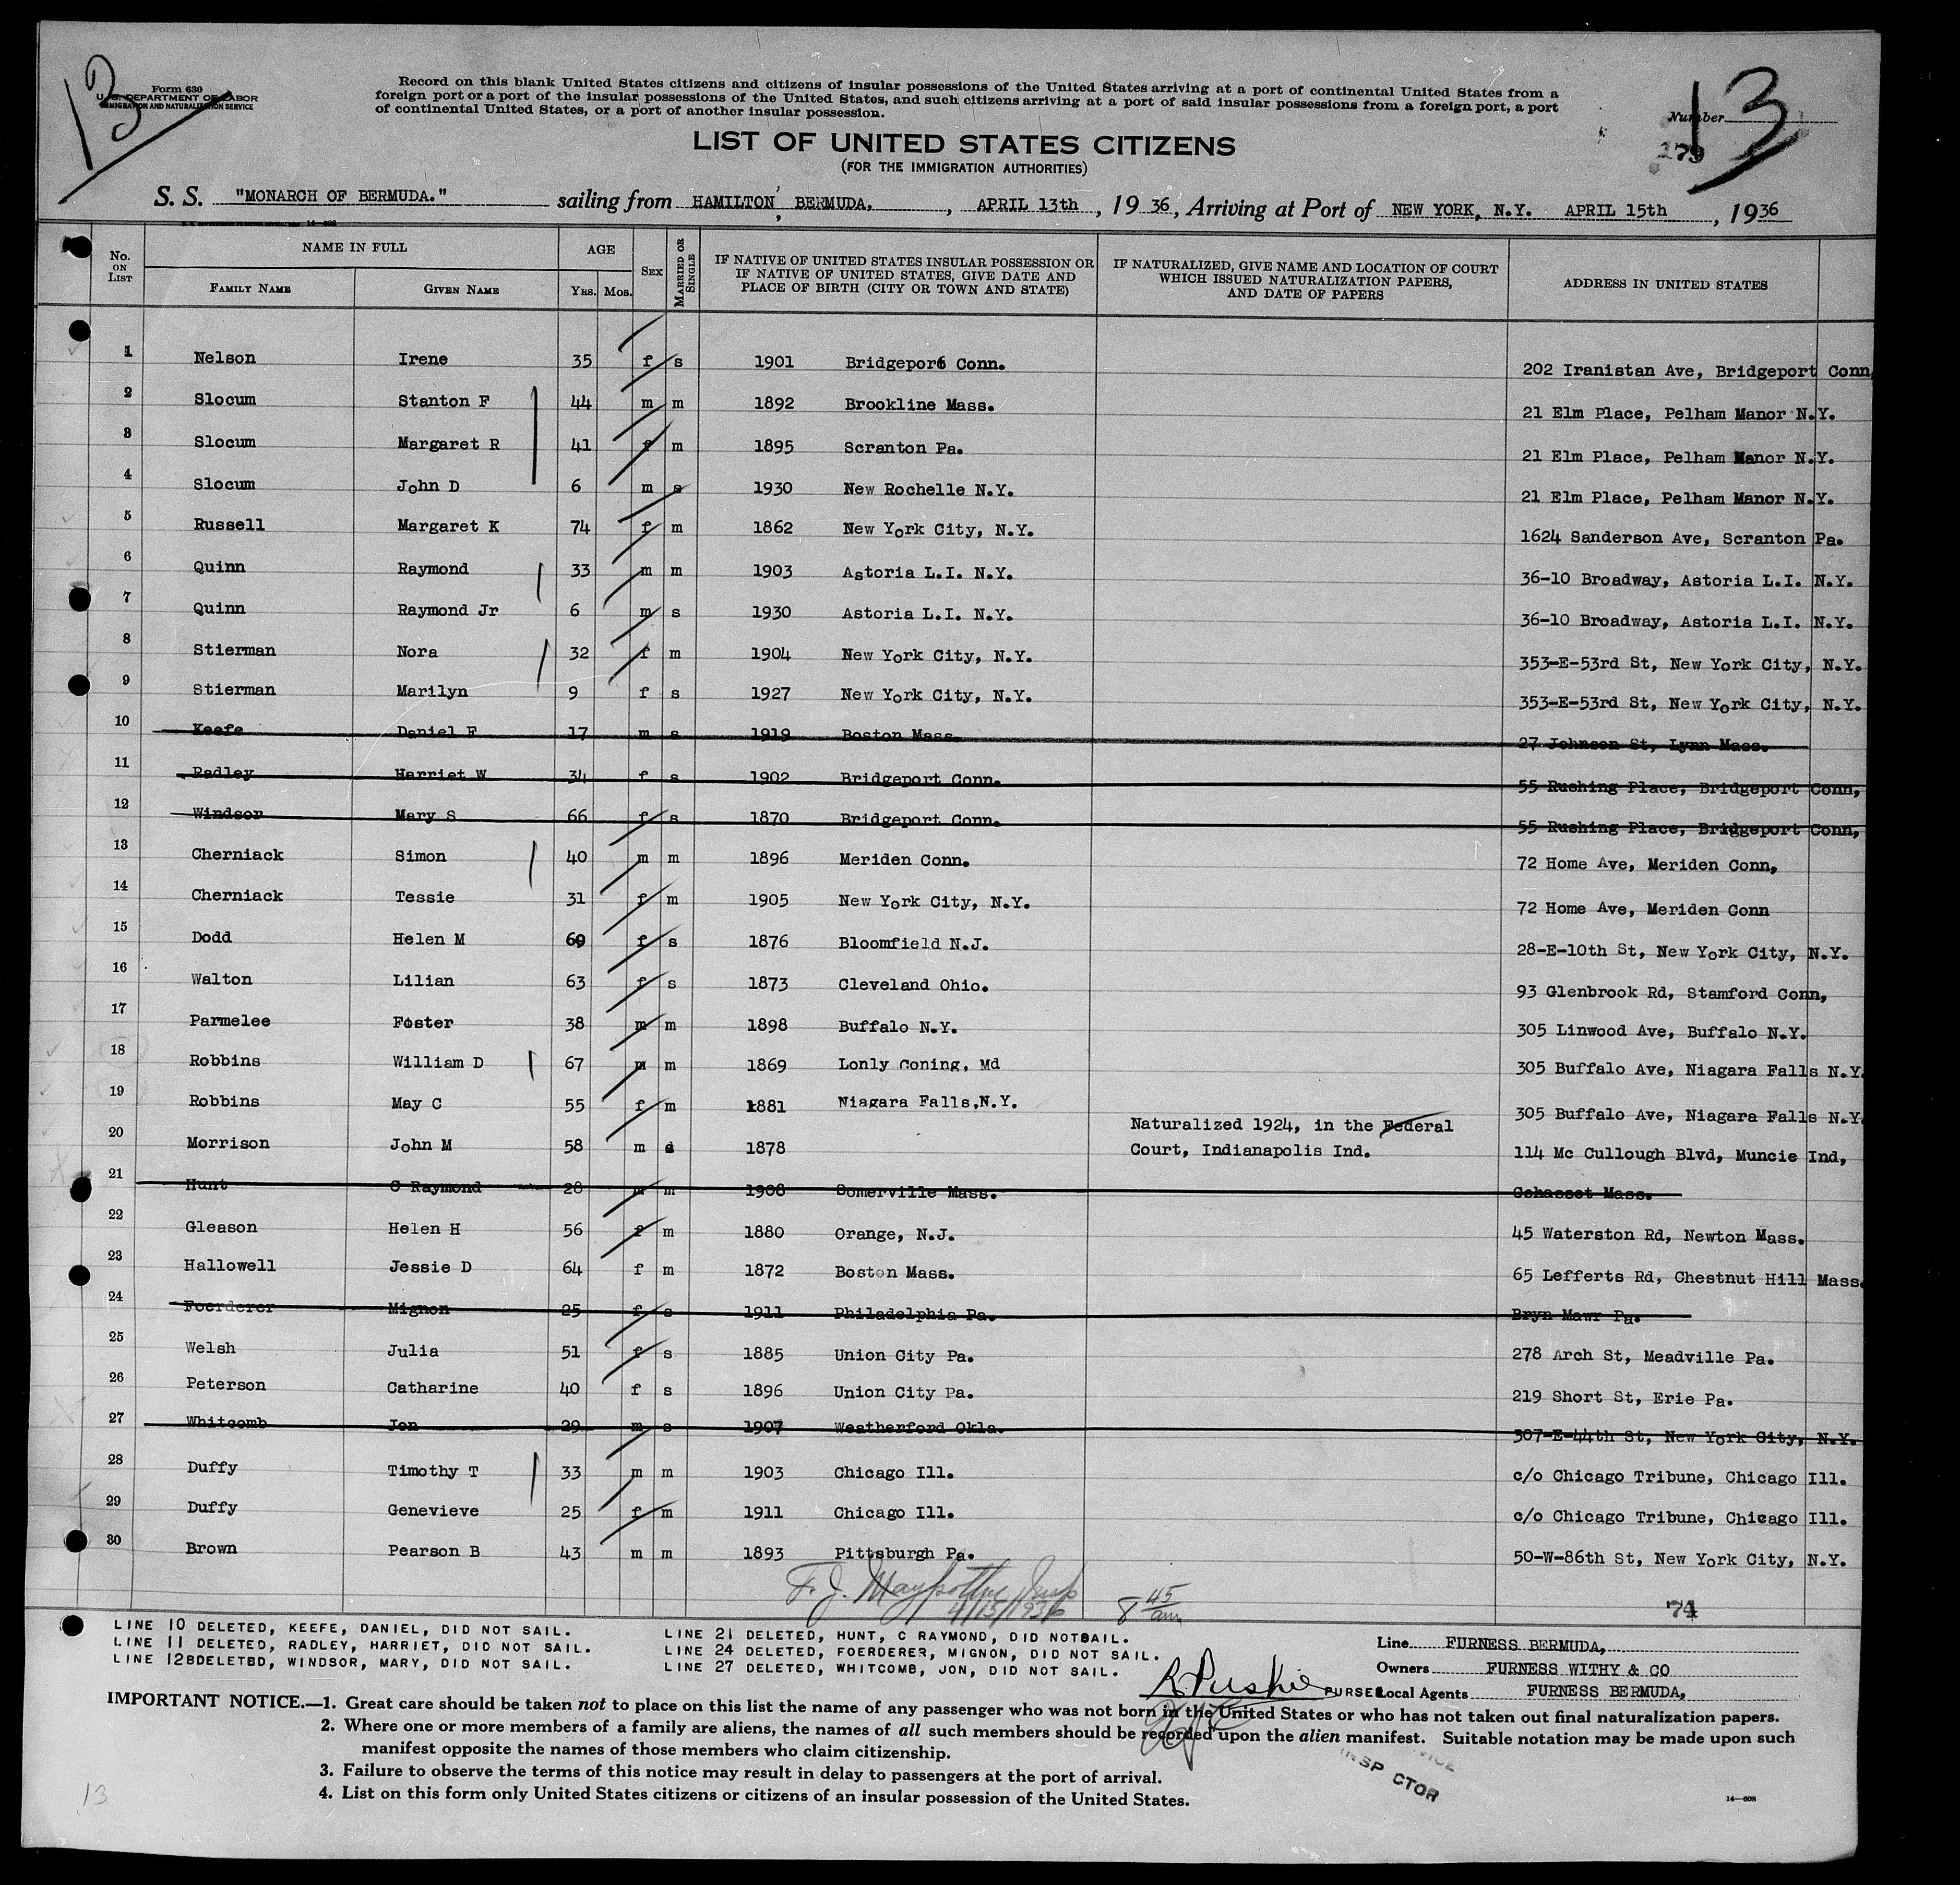 13
Form 630
U. S. DEPARTMENT OF LABOR
IMMIGRATION AND NATURALIZATION SERVICE
Record on this blank United States citizens and citizens of insular possessions of the United States arriving at a port of continental United States from a
foreign port or a port of the insular possessions of the United States, and such citizens arriving at a port of said insular possessions from a foreign port, a port
of continental United States, or a port of another insular possession.
Number 13
179
LIST OF UNITED STATES CITIZENS
(FOR THE IMMIGRATION AUTHORITIES)
S. S. "MONARCH OF BERMUDA." sailing from HAMILTON, BERMUDA, , APRIL 13th , 19 36, Arriving at Port of NEW YORK, N.Y. APRIL 15th , 19 36
No. ON LIST NAME IN FULL AGE SEX MARRIED OR SINGLE IF NATIVE OF UNITED STATES INSULAR POSSESSION OR IF NATIVE OF UNITED STATES, GIVE DATE AND PLACE OF BIRTH (CITY OR TOWN AND STATE) IF NATURALIZED, GIVE NAME AND LOCATION OF COURT WHICH ISSUED NATURALIZATION PAPERS, AND DATE OF PAPERS ADDRESS IN UNITED STATES
FAMILY NAME GIVEN NAME YRS. MOS.
1 Nelson Irene 35 f s 1901 Bridgeport Conn. 202 Iranistan Ave, Bridgeport Conn,
2 Slocum Stanton F 44 m m 1892 Brookline Mass. 21 Elm Place, Pelham Manor N.Y.
3 Slocum Margaret R 41 f m 1895 Scranton Pa. 21 Elm Place, Pelham Manor N.Y.
4 Slocum John D 6 m s 1930 New Rochelle N.Y. 21 Elm Place, Pelham Manor N.Y.
5 Russell Margaret K 74 f m 1862 New York City, N.Y. 1624 Sanderson Ave, Scranton Pa.
6 Quinn Raymond 33 m m 1903 Astoria L.I. N.Y. 36-10 Broadway, Astoria L.I. N.Y.
7 Quinn Raymond Jr 6 m s 1930 Astoria L.I. N.Y. 36-10 Broadway, Astoria L.I. N.Y.
8 Stierman Nora 32 f m 1904 New York City, N.Y. 353-E-53rd St, New York City, N.Y.
9 Stierman Marilyn 9 f s 1927 New York City, N.Y. 353-E-53rd St, New York City, N.Y.
10 Keefe Daniel F 17 m s 1919 Boston Mass. 27 Johnson St, Lynn Mass.
11 Radley Harriet W 34 f s 1902 Bridgeport Conn. 55 Rushing Place, Bridgeport Conn,
12 Windsor Mary S 66 f s 1870 Bridgeport Conn. 55 Rushing Place, Bridgeport Conn,
13 Cherniack Simon 40 m m 1896 Meriden Conn. 72 Home Ave, Meriden Conn,
14 Cherniack Tessie 31 f m 1905 New York City, N.Y. 72 Home Ave, Meriden Conn
15 Dodd Helen M 60 f s 1876 Bloomfield N.J. 28-E-10th St, New York City, N.Y.
16 Walton Lilian 63 f s 1873 Cleveland Ohio. 93 Glenbrook Rd, Stamford Conn,
17 Parmelee Foster 38 m m 1898 Buffalo N.Y. 305 Linwood Ave, Buffalo N.Y.
18 Robbins William D 67 m m 1869 Lonly Coning, Md 305 Buffalo Ave, Niagara Falls N.Y.
19 Robbins May C 55 f m 1881 Niagara Falls,N.Y. 305 Buffalo Ave, Niagara Falls N.Y.
20 Morrison John M 58 m d 1878 Naturalized 1924, in the Federal Court, Indianapolis Ind. 114 Mc Cullough Blvd, Muncie Ind,
21 Hunt C Raymond 28 m m 1908 Somerville Mass. Cohasset Mass.
22 Gleason Helen H 56 f m 1880 Orange, N.J. 45 Waterston Rd, Newton Mass.
23 Hallowell Jessie D 64 f m 1872 Boston Mass. 65 Lefferts Rd, Chestnut Hill Mass.
24 Foerderer Mignon 25 f s 1911 Philadelphia Pa. Bryn Mawr Pa.
25 Welsh Julia 51 f s 1885 Union City Pa. 278 Arch St, Meadville Pa.
26 Peterson Catharine 40 f s 1896 Union City Pa. 219 Short St, Erie Pa.
27 Whitcomb Jon 29 m s 1907 Weatherford Okla. 307-E-44th St, New York City, N.Y.
28 Duffy Timothy T 33 m m 1903 Chicago Ill. c/o Chicago Tribune, Chicago Ill.
29 Duffy Genevieve 25 f m 1911 Chicago Ill. c/o Chicago Tribune, Chicago Ill.
30 Brown Pearson B 43 m m 1893 Pittsburgh Pa. 50-W-86th St, New York City, N.Y.
F. J. 4/15/1936 8 45 am
74
LINE 10 DELETED, KEEFE, DANIEL, DID NOT SAIL.
LINE 11 DELETED, RADLEY, HARRIET, DID NOT SAIL.
LINE 12BDELETBD, WINDSOR, MARY, DID NOT SAIL.
LINE 21 DELETED, HUNT, C RAYMOND, DID NOTSAIL.
LINE 24 DELETED, FOERDERER, MIGNON, DID NOT SAIL.
LINE 27 DELETED, WHITCOMB, JON, DID NOT SAIL.
PURSER
Line FURNESS BERMUDA,
Owners FURNESS WITHY & CO
Local Agents FURNESS BERMUDA,
IMPORTANT NOTICE.—1. Great care should be taken not to place on this list the name of any passenger who was not born in the United States or who has not taken out final naturalization papers.
2. Where one or more members of a family are aliens, the names of all such members should be recorded upon the alien manifest. Suitable notation may be made upon such
manifest opposite the names of those members who claim citizenship.
3. Failure to observe the terms of this notice may result in delay to passengers at the port of arrival.
4. List on this form only United States citizens or citizens of an insular possession of the United States.
INSP CTOR
14—608
13